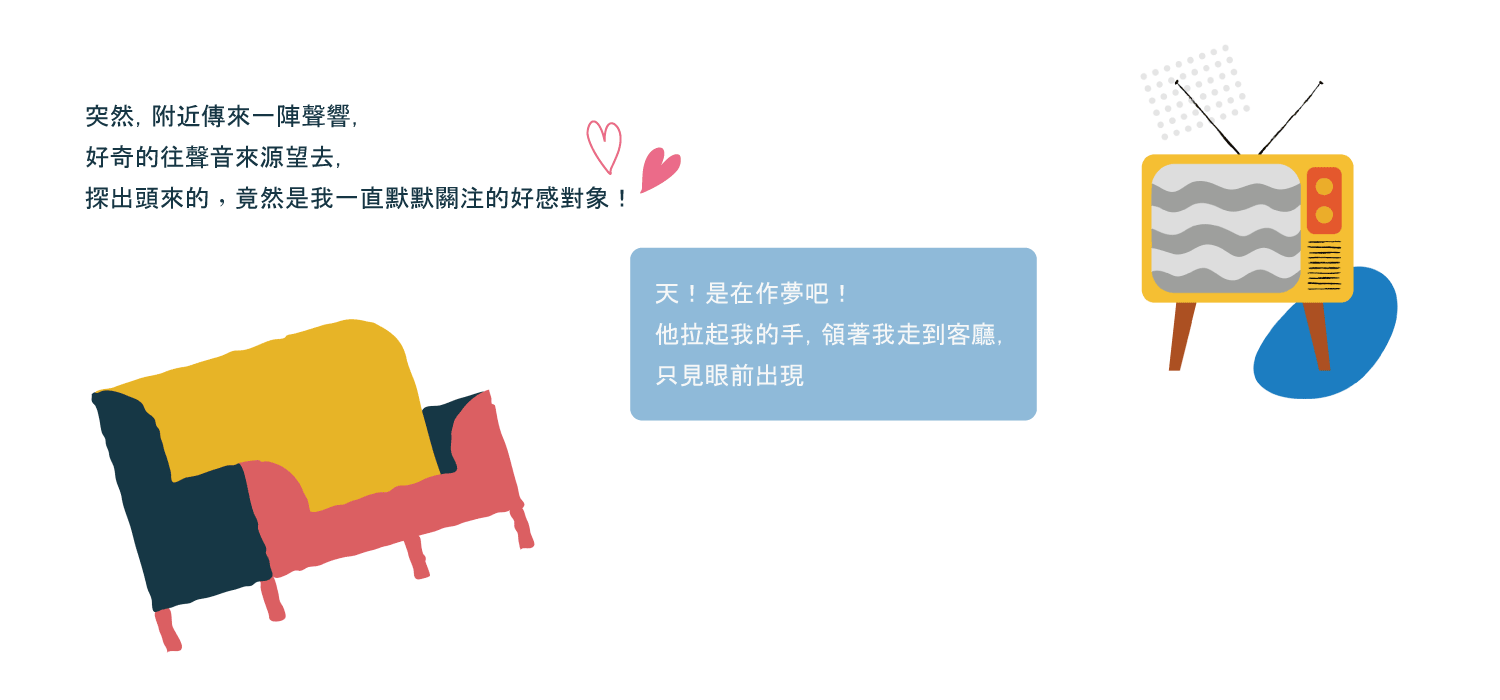 突然, 附近傳來一陣聲響,
好奇的往聲音來源望去,
探出頭來的，竟然是我一直默默關注的好感對象！
天！是在作夢吧！
他拉起我的手, 領著我走到客廳,
只見眼前出現